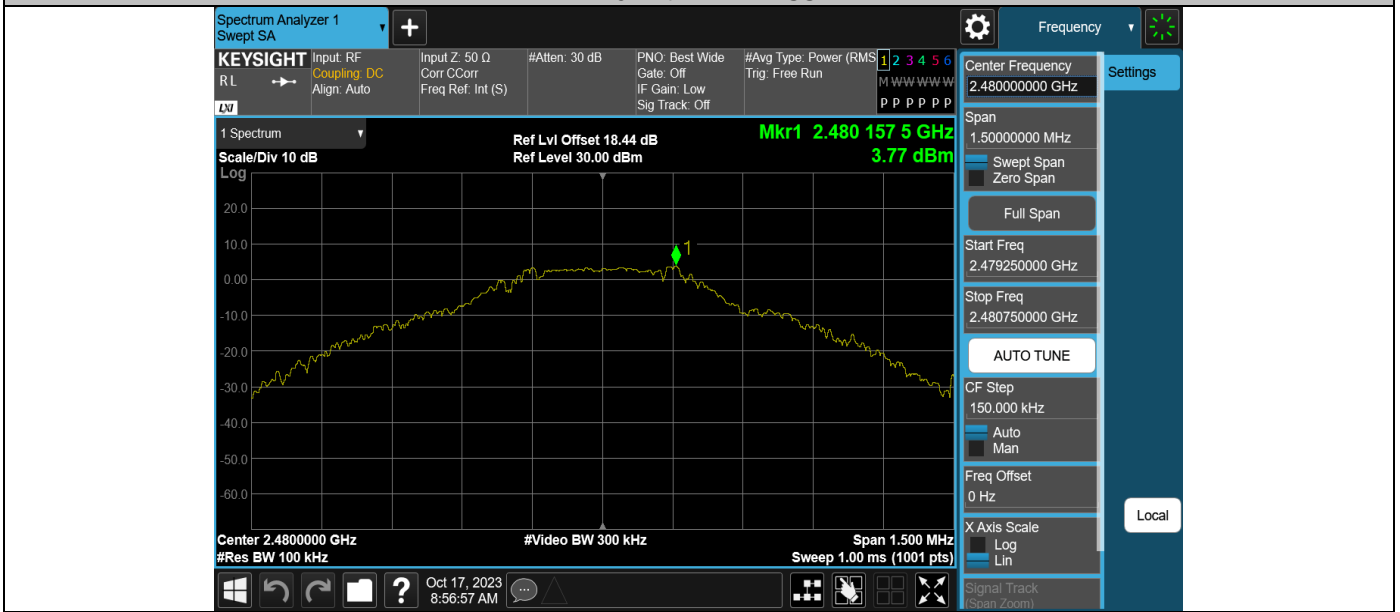 Spectrum Analyzer 1
Swept SA
+
Frequency
KEYSIGHT
R L
LXI
Input: RF
Coupling: DC
Align: Auto
Input Z: 50 Ω
Corr CCorr
Freq Ref: Int (S)
#Atten: 30 dB
PNO: Best Wide
Gate: Off
IF Gain: Low
Sig Track: Off
#Avg Type: Power (RMS
Trig: Free Run
1 2 3 4 5 6
M W W W W W
P P P P P P
1 Spectrum
Scale/Div 10 dB
Log
Ref Lvl Offset 18.44 dB
Ref Level 30.00 dBm
Mkr1 2.480 157 5 GHz
3.77 dBm
1
20.0
10.0
0.00
-10.0
-20.0
-30.0
-40.0
-50.0
-60.0
Center 2.4800000 GHz
#Res BW 100 kHz
#Video BW 300 kHz
Span 1.500 MHz
Sweep 1.00 ms (1001 pts)
Center Frequency
2.480000000 GHz
Settings
Span
1.50000000 MHz
Swept Span
Zero Span
Full Span
Start Freq
2.479250000 GHz
Stop Freq
2.480750000 GHz
AUTO TUNE
CF Step
150.000 kHz
Auto
Man
Freq Offset
0 Hz
X Axis Scale
Log
Lin
Signal Track
(Span Zoom)
Local
?
Oct 17, 2023
8:56:57 AM